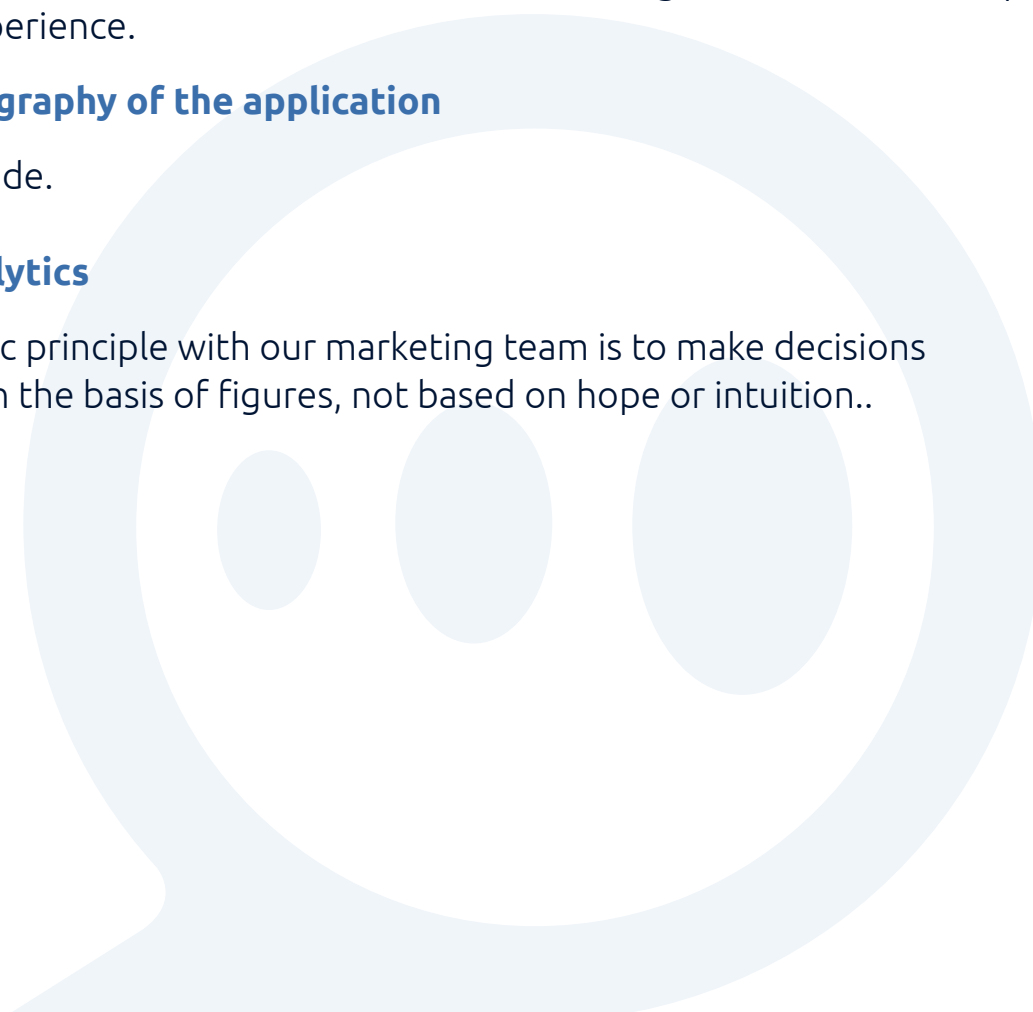 perience.
graphy of the application
de.
lytics
c principle with our marketing team is to make decisions
n the basis of figures, not based on hope or intuition..